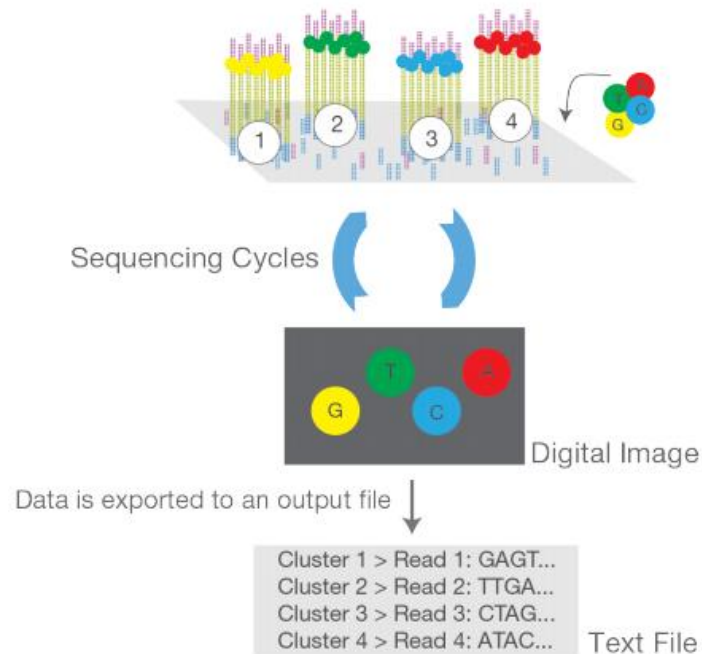 1
2
3
4
A
T
C
G
Sequencing Cycles
T
A
G
C
Digital Image
Data is exported to an output file
Cluster 1 > Read 1: GAGT...
Cluster 2 > Read 2: TTGA...
Cluster 3 > Read 3: CTAG...
Cluster 4 > Read 4: ATAC...
Text File